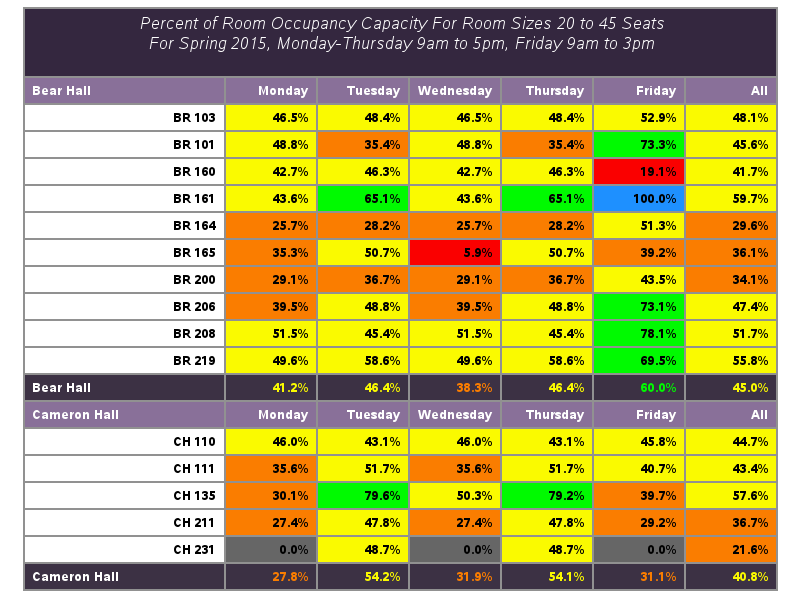 Percent of Room Occupancy Capacity For Room Sizes 20 to 45 Seats
For Spring 2015, Monday-Thursday 9am to 5pm, Friday 9am to 3pm
Bear Hall Monday Tuesday Wednesday Thursday Friday All
BR 103 46.5% 48.4% 46.5% 48.4% 52.9% 48.1%
BR 101 48.8% 35.4% 48.8% 35.4% 73.3% 45.6%
BR 160 42.7% 46.3% 42.7% 46.3% 19.1% 41.7%
BR 161 43.6% 65.1% 43.6% 65.1% 100.0% 59.7%
BR 164 25.7% 28.2% 25.7% 28.2% 51.3% 29.6%
BR 165 35.3% 50.7% 5.9% 50.7% 39.2% 36.1%
BR 200 29.1% 36.7% 29.1% 36.7% 43.5% 34.1%
BR 206 39.5% 48.8% 39.5% 48.8% 73.1% 47.4%
BR 208 51.5% 45.4% 51.5% 45.4% 78.1% 51.7%
BR 219 49.6% 58.6% 49.6% 58.6% 69.5% 55.8%
Bear Hall 41.2% 46.4% 38.3% 46.4% 60.0% 45.0%
Cameron Hall Monday Tuesday Wednesday Thursday Friday All
CH 110 46.0% 43.1% 46.0% 43.1% 45.8% 44.7%
CH 111 35.6% 51.7% 35.6% 51.7% 40.7% 43.4%
CH 135 30.1% 79.6% 50.3% 79.2% 39.7% 57.6%
CH 211 27.4% 47.8% 27.4% 47.8% 29.2% 36.7%
CH 231 0.0% 48.7% 0.0% 48.7% 0.0% 21.6%
Cameron Hall 27.8% 54.2% 31.9% 54.1% 31.1% 40.8%